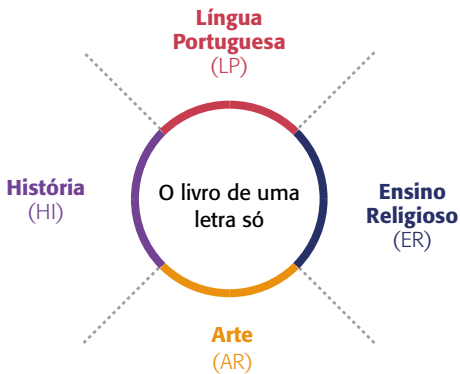 Língua
Portuguesa
(LP)
História
(HI)
O livro de uma
letra só
Ensino
Religioso
(ER)
Arte
(AR)